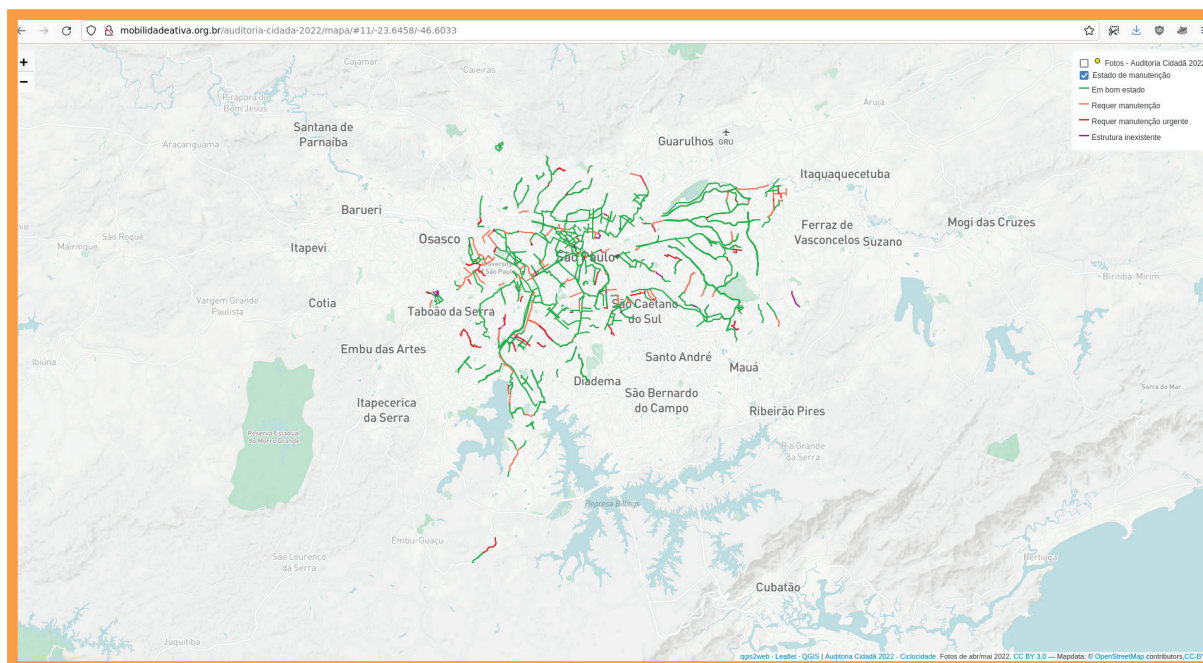 mobilidadeativa.org.br/auditoria-cidada-2022/mapa/#11/-23.6458/-46.6033
+
−
Fotos - Auditoria Cidadã 2022
Estado de manutenção
Em bom estado
Requer manutenção
Requer manutenção urgente
Estrutura inexistente
Cajamar
Caieiras
Pirapora do
Bom Jesus
Santana de
Parnaíba
Araçariguama
Arujá
Guarulhos
GRU
Itaquaquecetuba
Barueri
Osasco
Itapevi
São Roque
Mairinque
Ferraz de
Vasconcelos
Suzano
Mogi das Cruzes
São Paulo
Biritiba-Mirim
Vargem Grande
Paulista
Cotia
Taboão da Serra
São Caetano
do Sul
Embu das Artes
Ibiúna
Santo André
Mauá
Diadema
São Bernardo
do Campo
Itapecerica
da Serra
Ribeirão Pires
Serra do Mar
Reserva Estadual
do Morro Grande
Rio Grande
da Serra
Represa Billings
Embu-Guaçu
São Lourenço
da Serra
Bertioga
Cubatão
Juquitiba
qgis2web · Leaflet · QGIS | Auditoria Cidadã 2022 - Ciclocidade. Fotos de abr/mai 2022. CC BY 3.0 — Mapdata: © OpenStreetMap contributors,CC-BY